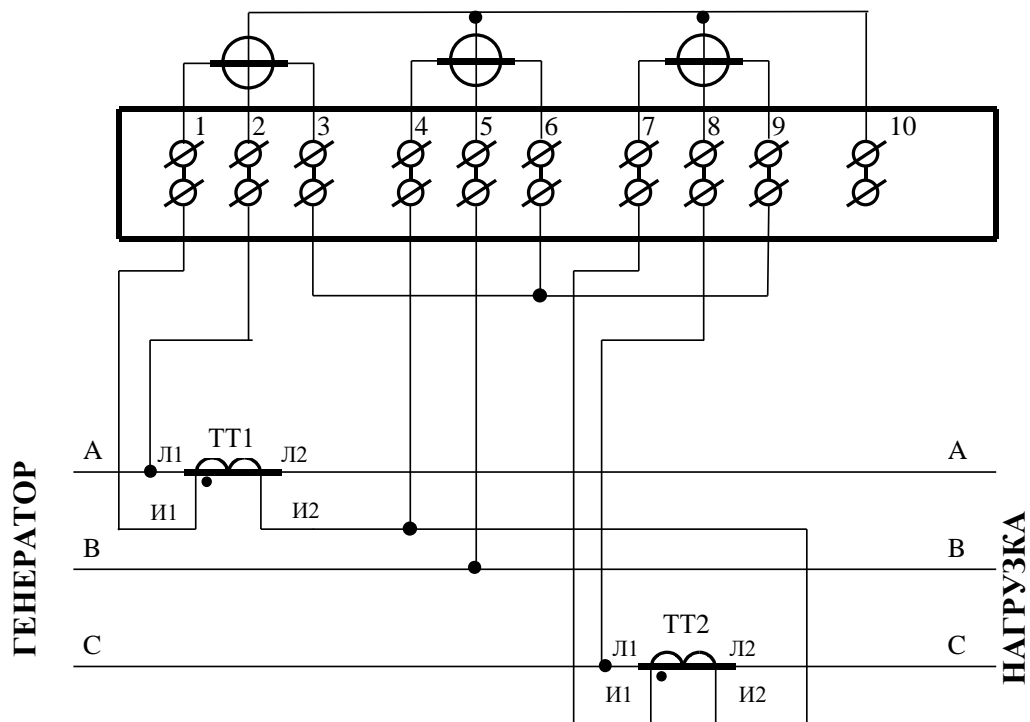 1 2 3 4 5 6 7 8 9 10
ТТ1
А Л1 Л2 А
И1 И2
В В
ТТ2
С Л1 Л2 С
И1 И2
ГЕНЕРАТОР
НАГРУЗКА